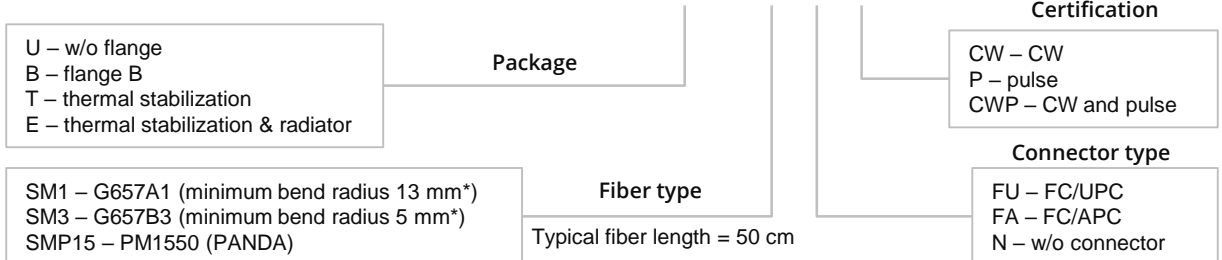 Certification
U – w/o flange
B – flange B
T – thermal stabilization
E – thermal stabilization & radiator
Package
CW – CW
P – pulse
CWP – CW and pulse
Connector type
SM1 – G657A1 (minimum bend radius 13 mm*)
SM3 – G657B3 (minimum bend radius 5 mm*)
SMP15 – PM1550 (PANDA)
Fiber type
Typical fiber length = 50 cm
FU – FC/UPC
FA – FC/APC
N – w/o connector